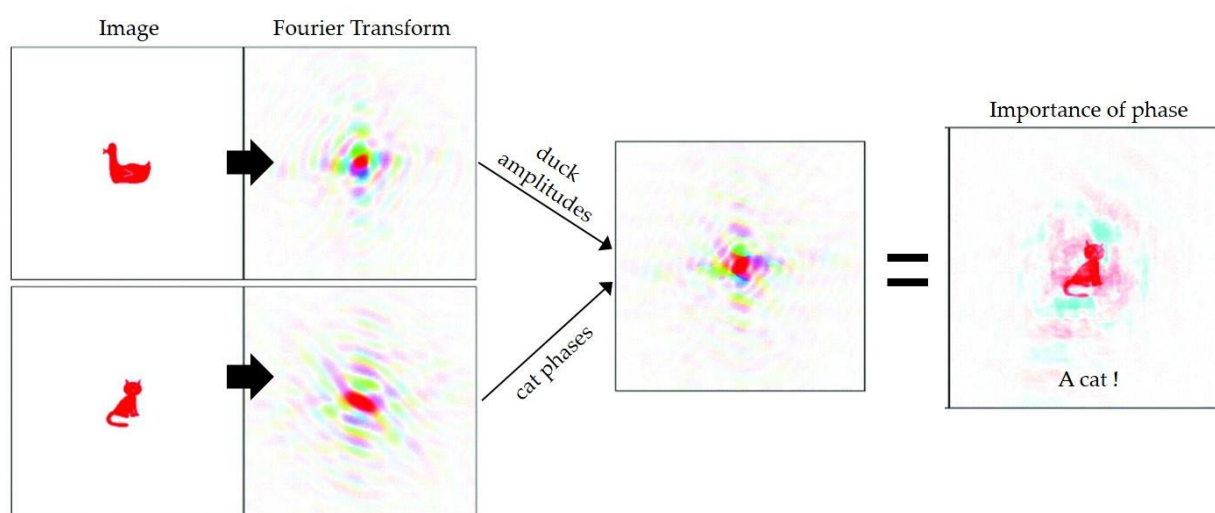 Image
Fourier Transform
duck
amplitudes
cat phases
Importance of phase
A cat !